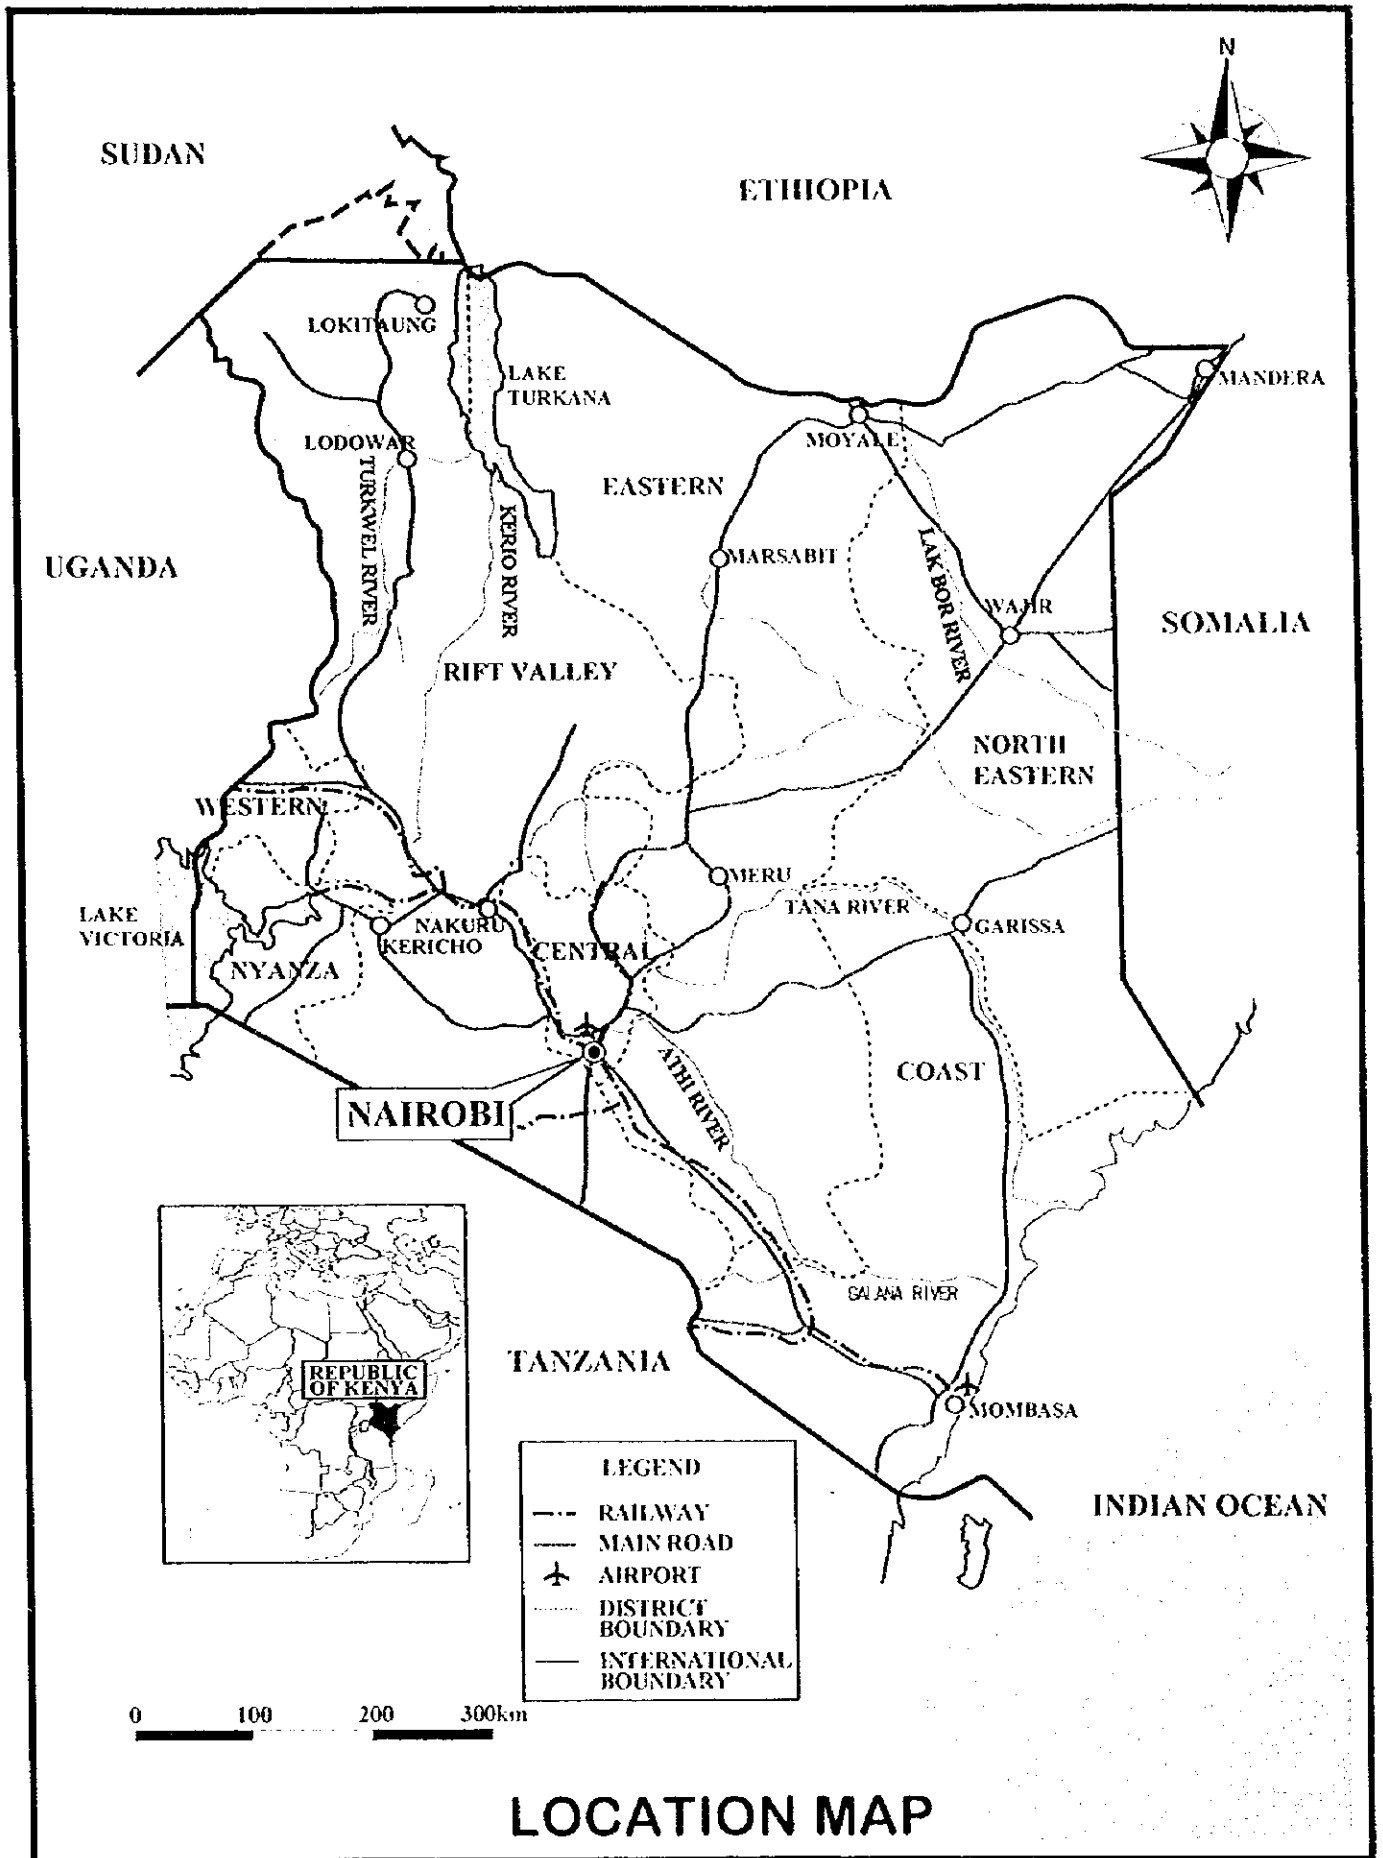 N
SUDAN
ETHIOPIA
LOKITAUNG
LAKE
TURKANA
MANDERA
MOYALE
LODOWAR
TURKWEL RIVER
KERIO RIVER
EASTERN
MARSABIT
LAK BOR RIVER
UGANDA
WAJIR
SOMALIA
RIFT VALLEY
NORTH
EASTERN
WESTERN
MERU
TANA RIVER
GARISSA
LAKE
VICTORIA
NAKURU
KERICHO
CENTRAL
NYANZA
ATHI RIVER
COAST
NAIROBI
GALANA RIVER
TANZANIA
REPUBLIC
OF KENYA
MOMBASA
INDIAN OCEAN
LEGEND
RAILWAY
MAIN ROAD
AIRPORT
DISTRICT
BOUNDARY
INTERNATIONAL
BOUNDARY
0 100 200 300km
LOCATION MAP